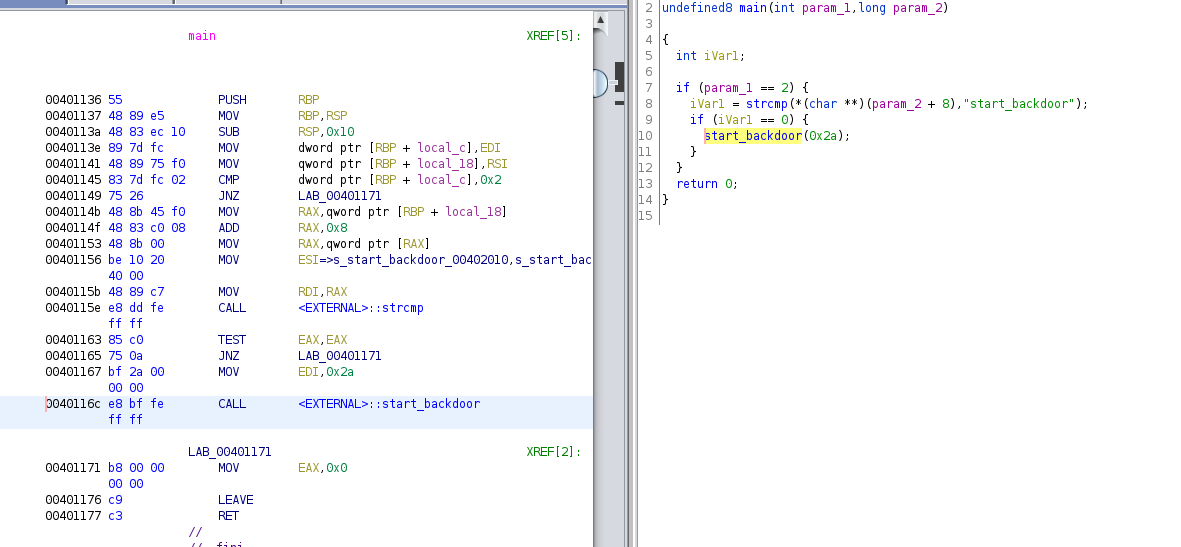 main XREF[5]:
00401136 55 PUSH RBP
00401137 48 89 e5 MOV RBP,RSP
0040113a 48 83 ec 10 SUB RSP,0x10
0040113e 89 7d fc MOV dword ptr [RBP + local_c],EDI
00401141 48 89 75 f0 MOV qword ptr [RBP + local_18],RSI
00401145 83 7d fc 02 CMP dword ptr [RBP + local_c],0x2
00401149 75 26 JNZ LAB_00401171
0040114b 48 8b 45 f0 MOV RAX,qword ptr [RBP + local_18]
0040114f 48 83 c0 08 ADD RAX,0x8
00401153 48 8b 00 MOV RAX,qword ptr [RAX]
00401156 be 10 20 MOV ESI=>s_start_backdoor_00402010,s_start_bac
40 00
0040115b 48 89 c7 MOV RDI,RAX
0040115e e8 dd fe CALL <EXTERNAL>::strcmp
ff ff
00401163 85 c0 TEST EAX,EAX
00401165 75 0a JNZ LAB_00401171
00401167 bf 2a 00 MOV EDI,0x2a
00 00
0040116c e8 bf fe CALL <EXTERNAL>::start_backdoor
ff ff
LAB_00401171 XREF[2]:
00401171 b8 00 00 MOV EAX,0x0
00 00
00401176 c9 LEAVE
00401177 c3 RET
//
// _fini
2 undefined8 main(int param_1,long param_2)
3
4 {
5 int iVar1;
6
7 if (param_1 == 2) {
8 iVar1 = strcmp(*(char **)(param_2 + 8),"start_backdoor");
9 if (iVar1 == 0) {
10 start_backdoor(0x2a);
11 }
12 }
13 return 0;
14 }
15